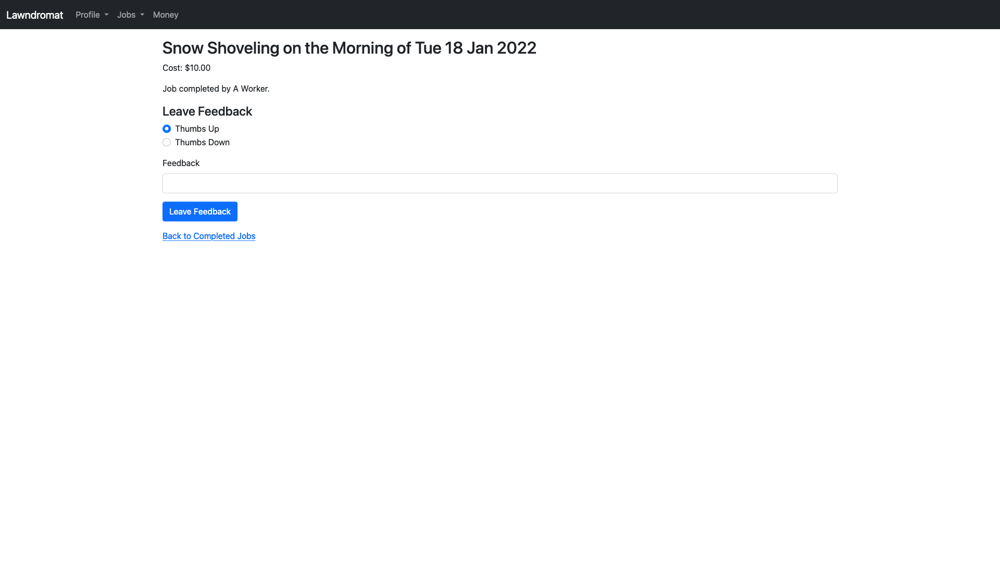 Lawndromat Profile Jobs Money
Snow Shoveling on the Morning of Tue 18 Jan 2022
Cost: $10.00
Job completed by A Worker.
Leave Feedback
Thumbs Up
Thumbs Down
Feedback
Leave Feedback
Back to Completed Jobs